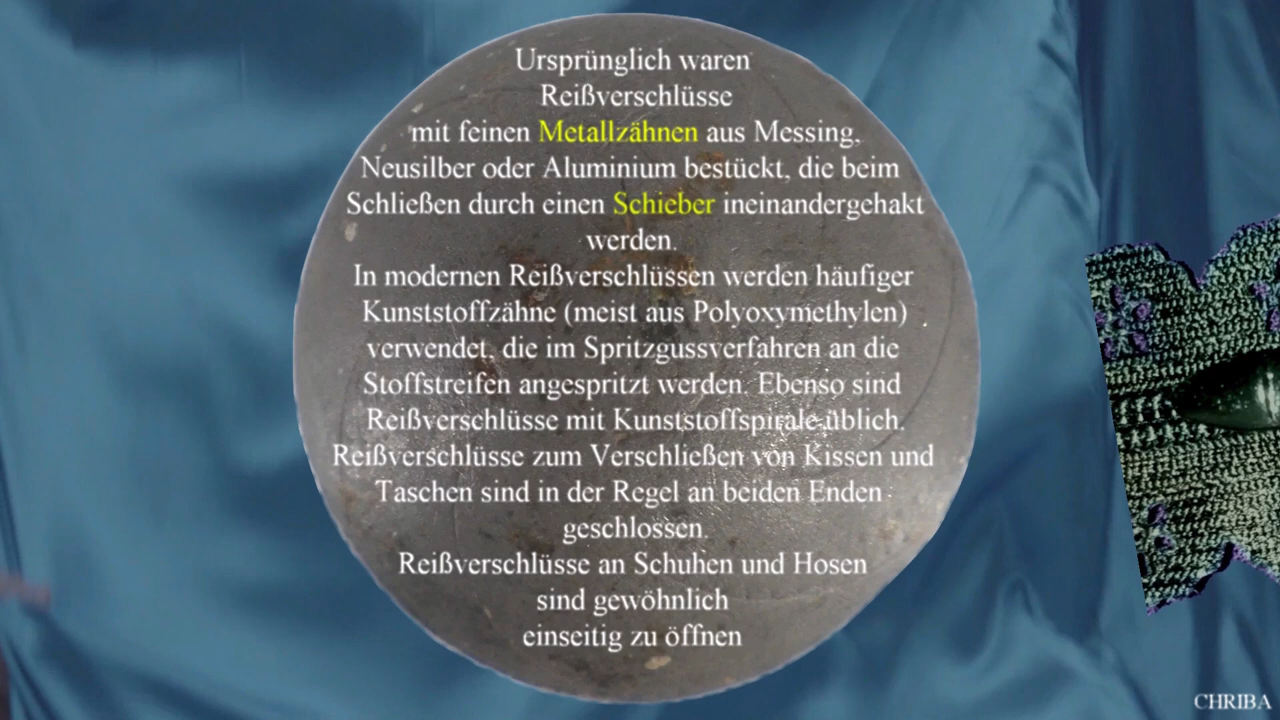 Ursprünglich waren
Reißverschlüsse
mit feinen Metallzähnen aus Messing,
Neusilber oder Aluminium bestückt, die beim
Schließen durch einen Schieber ineinandergehakt
werden.
In modernen Reißverschlüssen werden häufiger
Kunststoffzähne (meist aus Polyoxymethylen)
verwendet, die im Spritzgussverfahren an die
Stoffstreifen angespritzt werden. Ebenso sind
Reißverschlüsse mit Kunststoffspirale üblich.
Reißverschlüsse zum Verschließen von Kissen und
Taschen sind in der Regel an beiden Enden
geschlossen.
Reißverschlüsse an Schuhen und Hosen
sind gewöhnlich
einseitig zu öffnen
CHRIBA